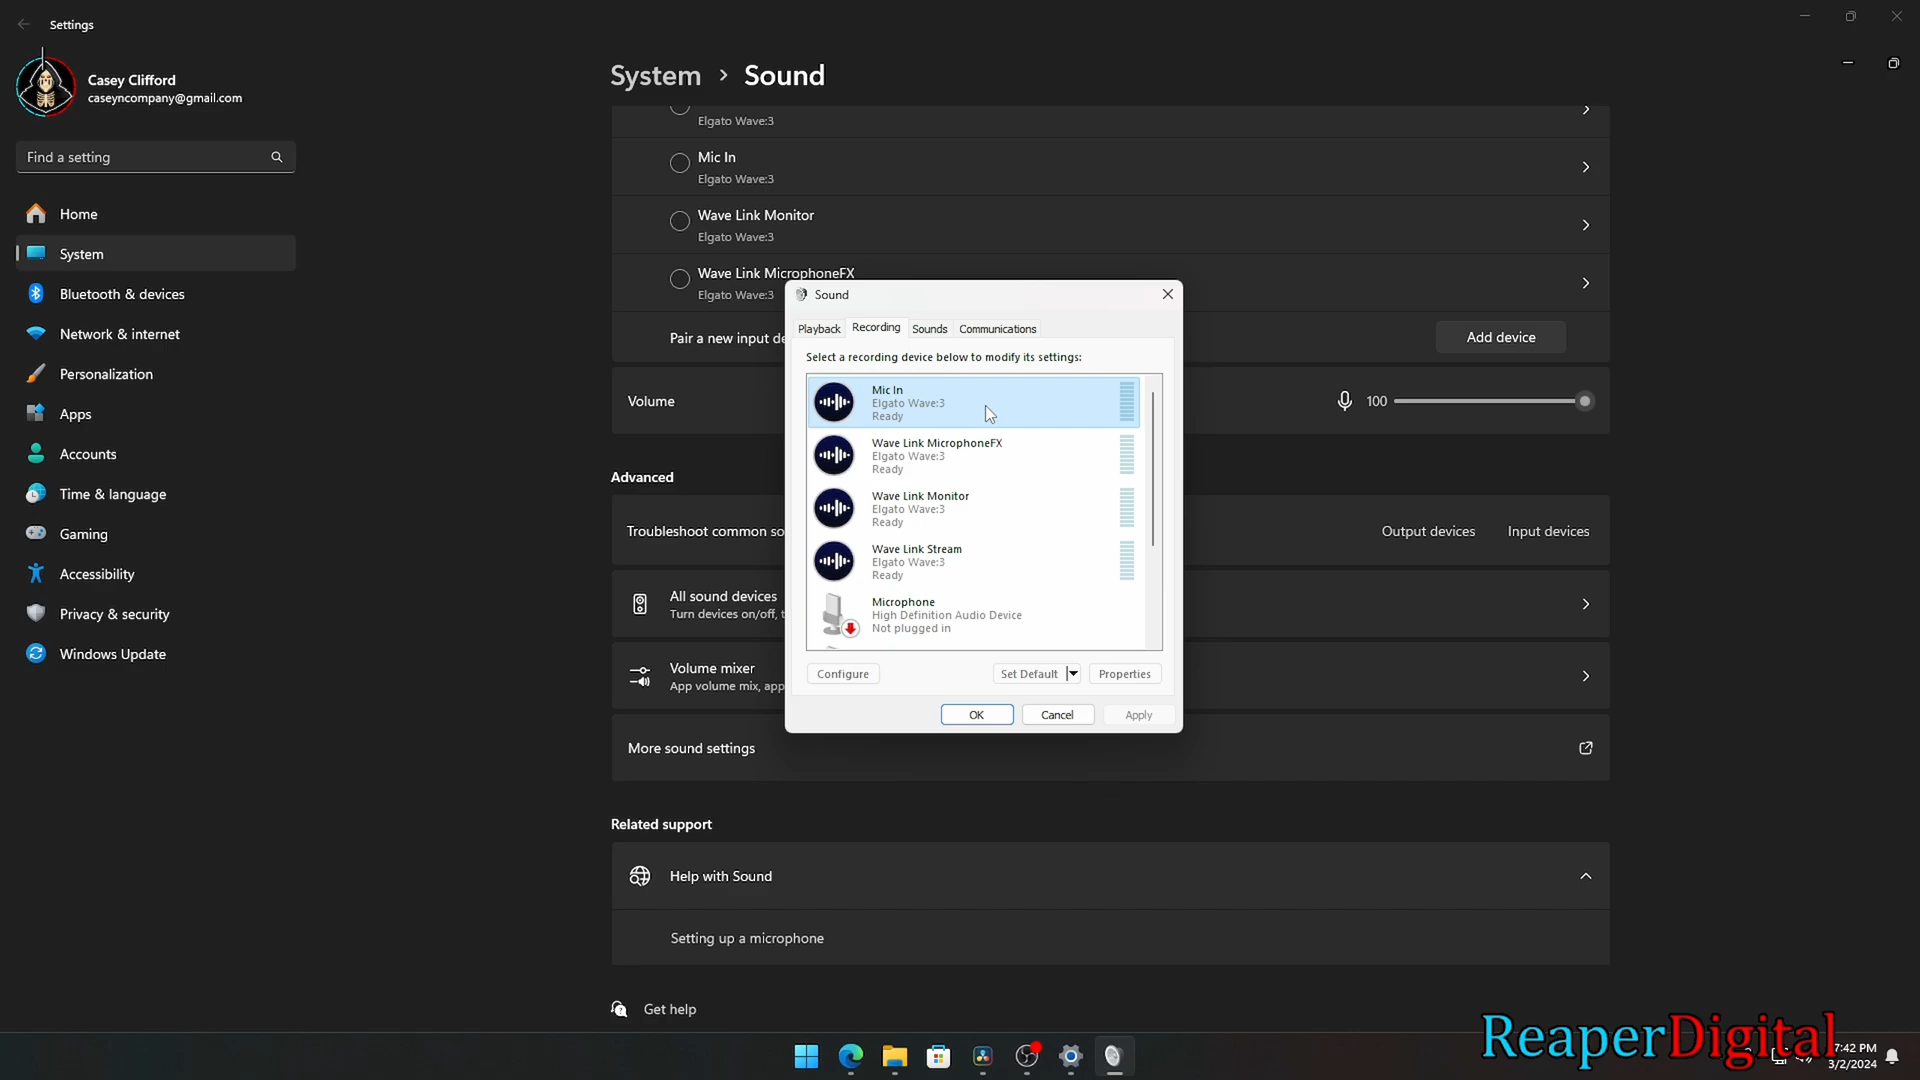 Settings
Casey Clifford
caseyncompany@gmail.com
Find a setting
Home
System
Bluetooth & devices
Network & internet
Personalization
Apps
Accounts
Time & language
Gaming
Accessibility
Privacy & security
Windows Update
System > Sound
Elgato Wave:3
Mic In
Elgato Wave:3
Wave Link Monitor
Elgato Wave:3
Wave Link MicrophoneFX
Elgato Wave:3
Pair a new input de
Add device
Volume
100
Advanced
Troubleshoot common so
Output devices
Input devices
All sound devices
Turn devices on/off, t
Volume mixer
App volume mix, app
More sound settings
Related support
Help with Sound
Setting up a microphone
Get help
Sound
Playback Recording Sounds Communications
Select a recording device below to modify its settings:
Mic In
Elgato Wave:3
Ready
Wave Link MicrophoneFX
Elgato Wave:3
Ready
Wave Link Monitor
Elgato Wave:3
Ready
Wave Link Stream
Elgato Wave:3
Ready
Microphone
High Definition Audio Device
Not plugged in
Configure
Set Default
Properties
OK
Cancel
Apply
ReaperDigital
7:42 PM
3/2/2024